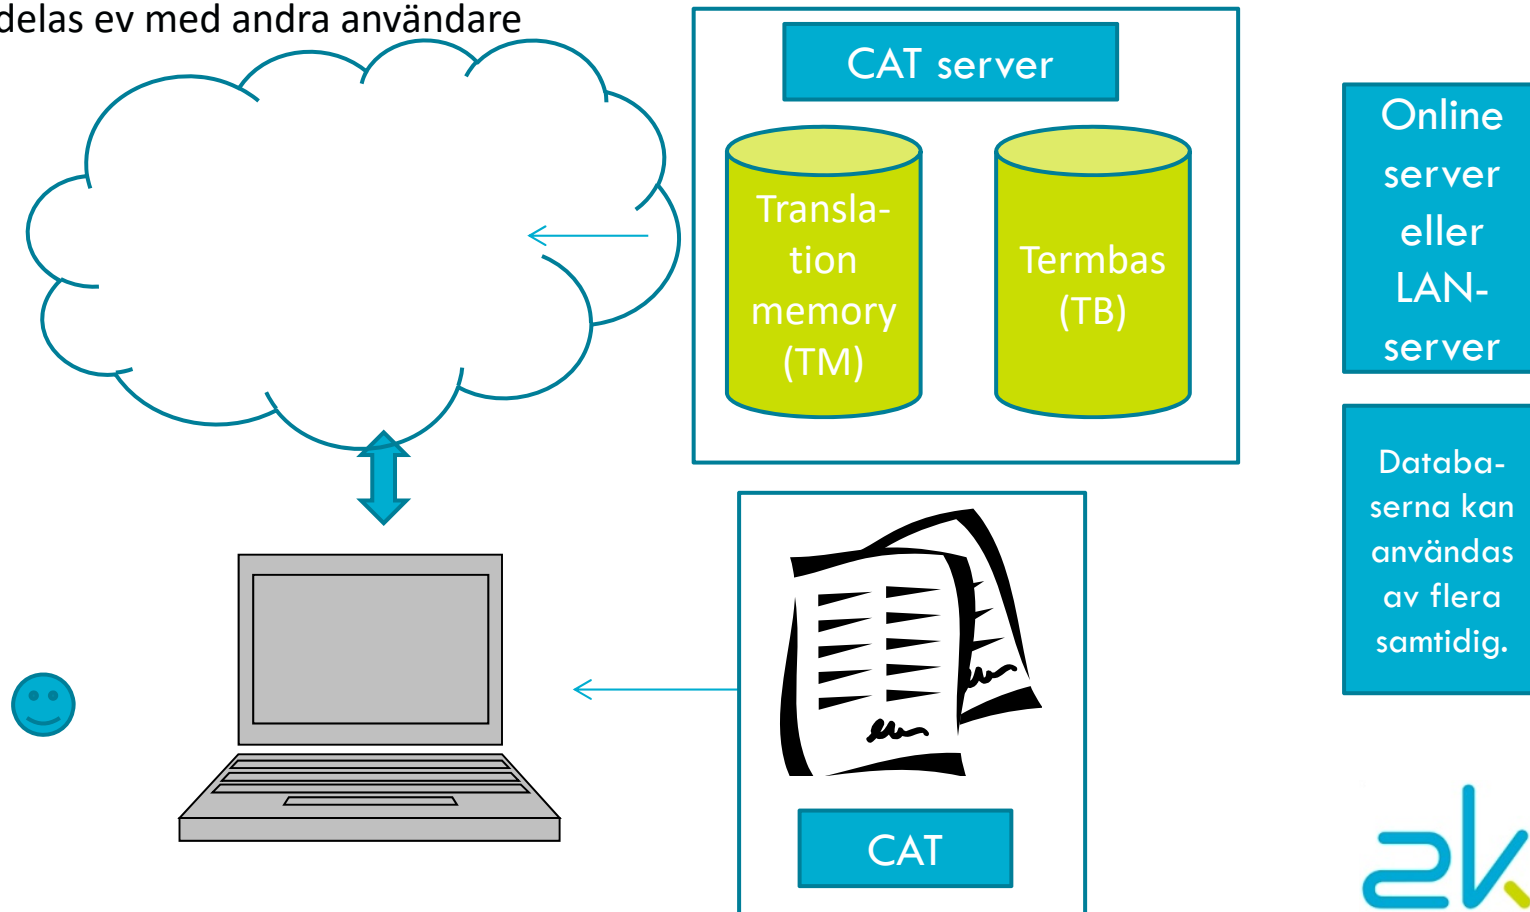 delas ev med andra användare
CAT server
Transla-
tion
memory
(TM)
Termbas
(TB)
Online
server
eller
LAN-
server
Databa-
serna kan
användas
av flera
samtidig.
CAT